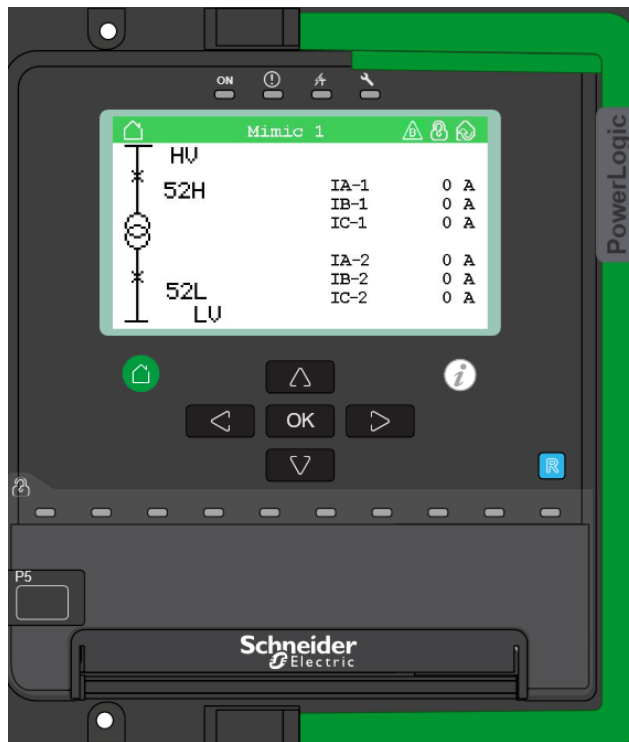 ON
Mimic 1
HV
52H
IA-1 0 A
IB-1 0 A
IC-1 0 A
IA-2 0 A
IB-2 0 A
52L
IC-2 0 A
LV
PowerLogic
i
OK
R
P5
Schneider
Electric